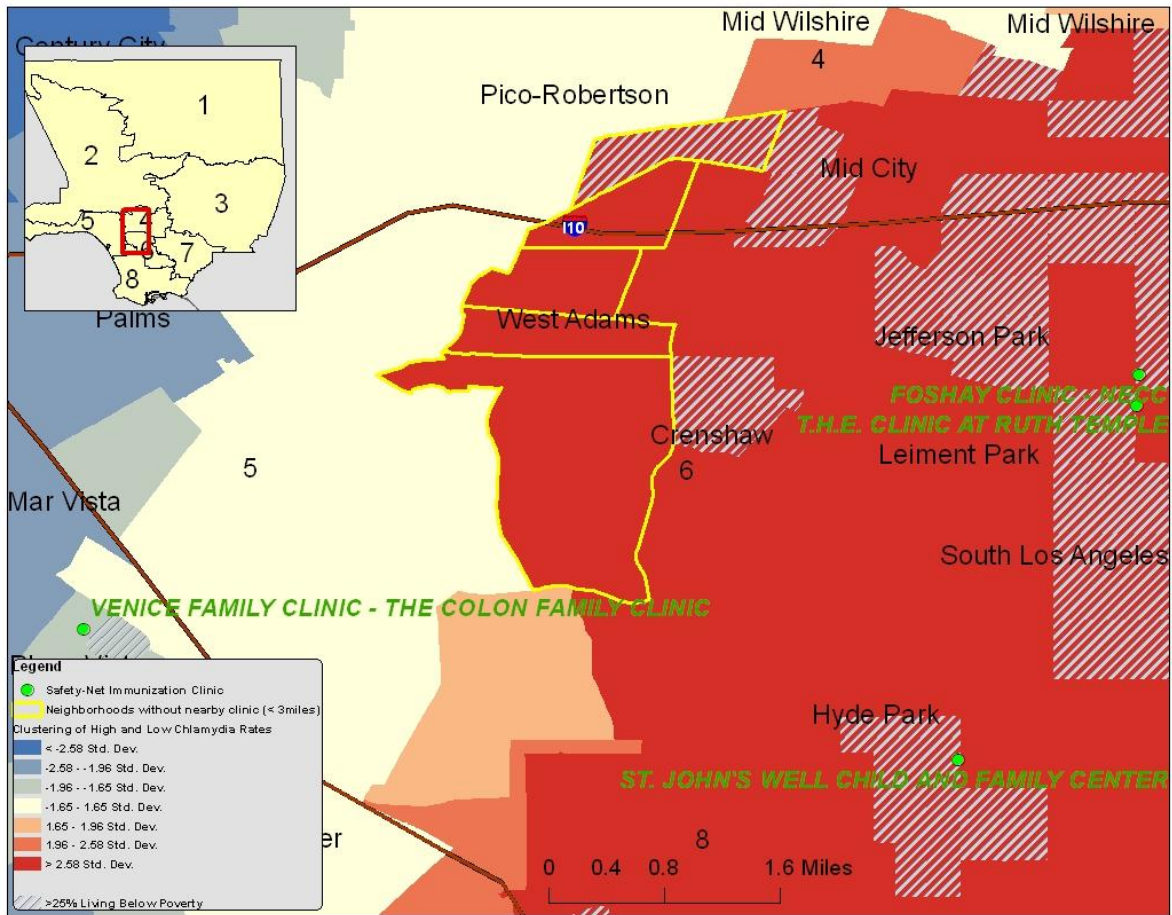 Mid Wilshire
Mid Wilshire
Century City
4
Pico-Robertson
1
2
3
4
5
6
7
8
Mid City
I10
Palms
West Adams
Jefferson Park
FOSHAY CLINIC - NECC
T.H.E. CLINIC AT RUTH TEMPLE
Crenshaw
Leiment Park
5
6
Mar Vista
South Los Angeles
VENICE FAMILY CLINIC - THE COLON FAMILY CLINIC
Legend
Safety-Net Immunization Clinic
Neighborhoods without nearby clinic (< 3miles)
Clustering of High and Low Chlamydia Rates
< -2.58 Std. Dev.
-2.58 - -1.96 Std. Dev.
-1.96 - -1.65 Std. Dev.
-1.65 - 1.65 Std. Dev.
1.65 - 1.96 Std. Dev.
1.96 - 2.58 Std. Dev.
> 2.58 Std. Dev.
>25% Living Below Poverty
Hyde Park
ST. JOHN'S WELL CHILD AND FAMILY CENTER
8
0 0.4 0.8 1.6 Miles